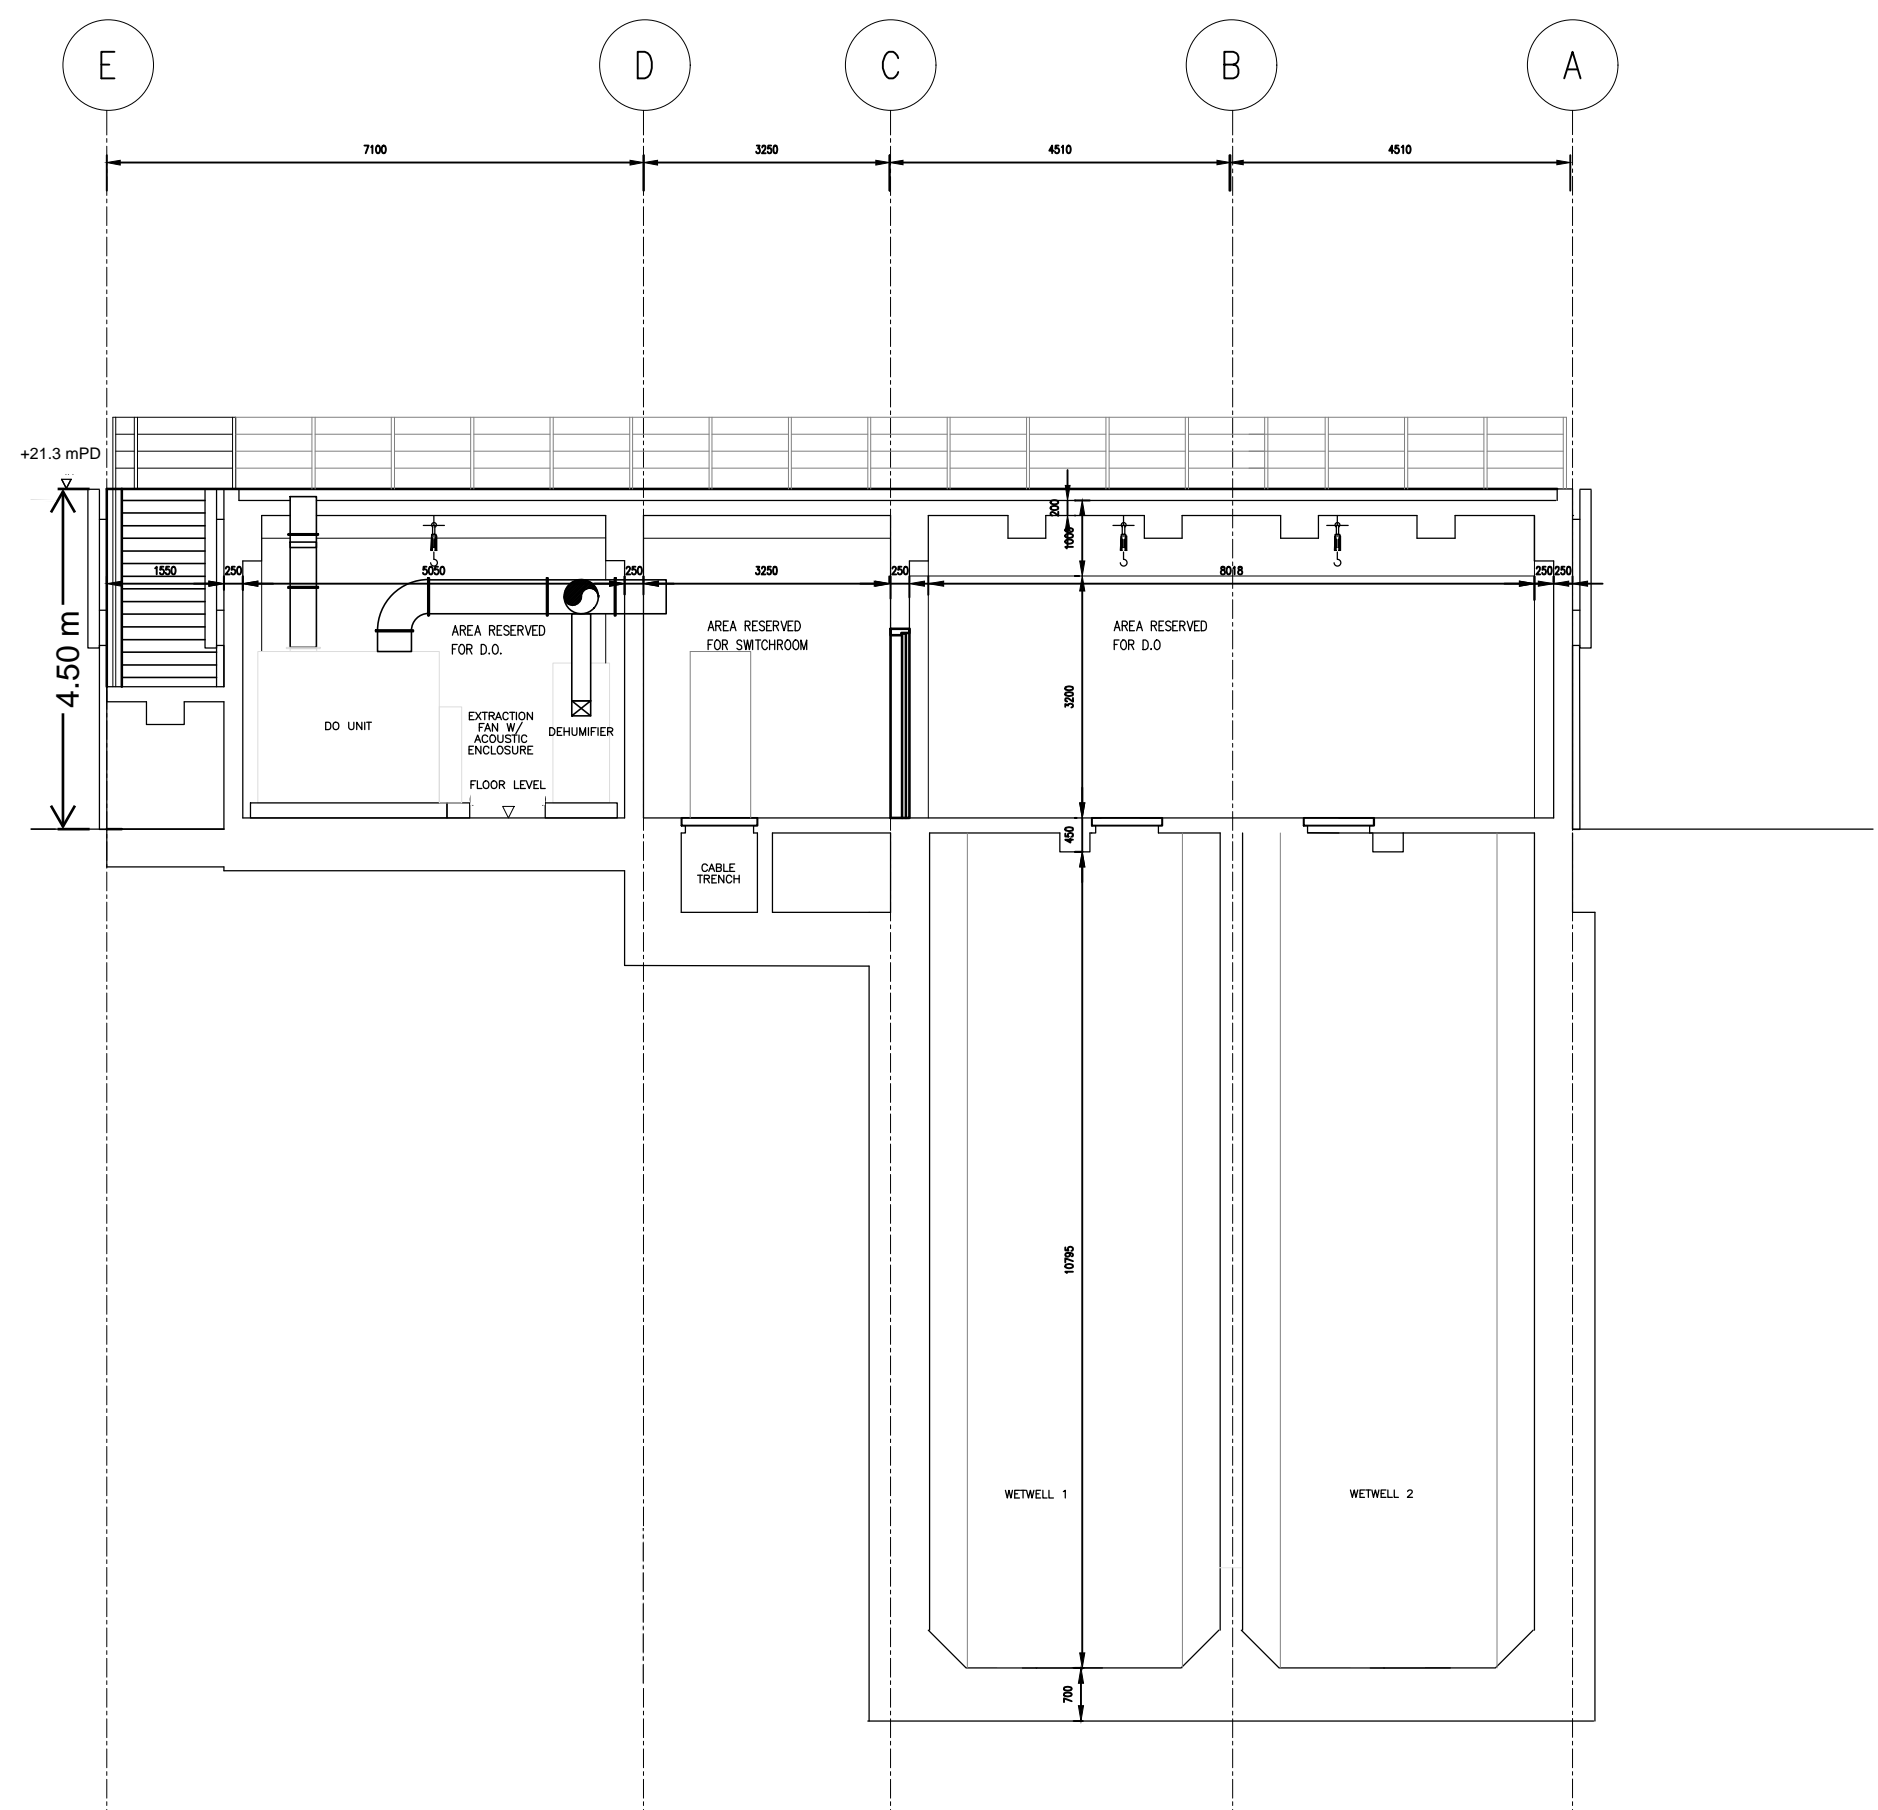 E
D
C
B
A
7100
3250
4510
4510
+21.3 mPD
200
1000
1550
250
5050
250
3250
250
8018
250
250
4.50 m
AREA RESERVED
FOR D.O.
AREA RESERVED
FOR SWITCHROOM
AREA RESERVED
FOR D.O
3200
DO UNIT
EXTRACTION
FAN W/
ACOUSTIC
ENCLOSURE
DEHUMIFIER
FLOOR LEVEL
450
CABLE
TRENCH
10795
WETWELL 1
WETWELL 2
700